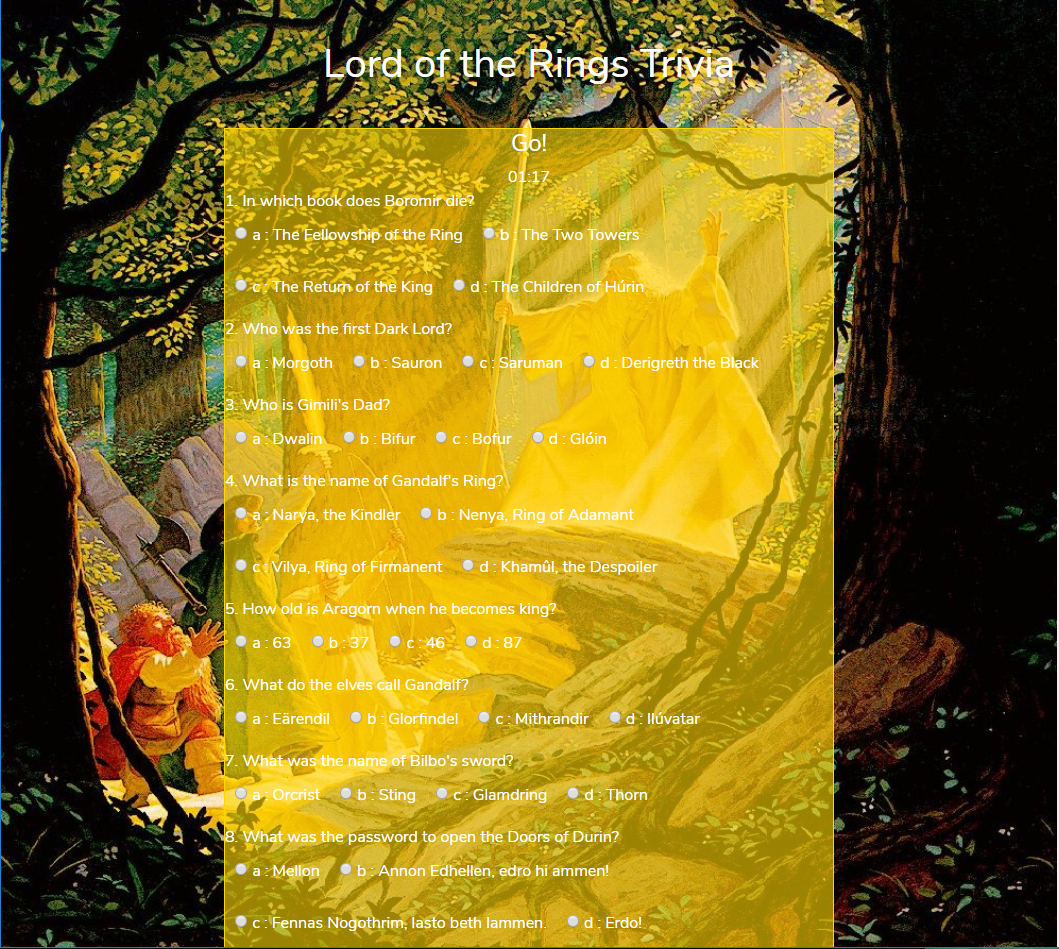 Lord of the Rings Trivia
Go!
01:17
1. In which book does Boromir die?
a : The Fellowship of the Ring b : The Two Towers
c : The Return of the King d : The Children of Húrin
2. Who was the first Dark Lord?
a : Morgoth b : Sauron c : Saruman d : Derigreth the Black
3. Who is Gimili's Dad?
a : Dwalin b : Bifur c : Bofur d : Glóin
4. What is the name of Gandalf's Ring?
a : Narya, the Kindler b : Nenya, Ring of Adamant
c : Vilya, Ring of Firmanent d : Khamûl, the Despoiler
5. How old is Aragorn when he becomes king?
a : 63 b : 37 c : 46 d : 87
6. What do the elves call Gandalf?
a : Eärendil b : Glorfindel c : Mithrandir d : Ilúvatar
7. What was the name of Bilbo's sword?
a : Orcrist b : Sting c : Glamdring d : Thorn
8. What was the password to open the Doors of Durin?
a : Mellon b : Annon Edhellen, edro hi ammen!
c : Fennas Nogothrim, lasto beth lammen. d : Erdo!